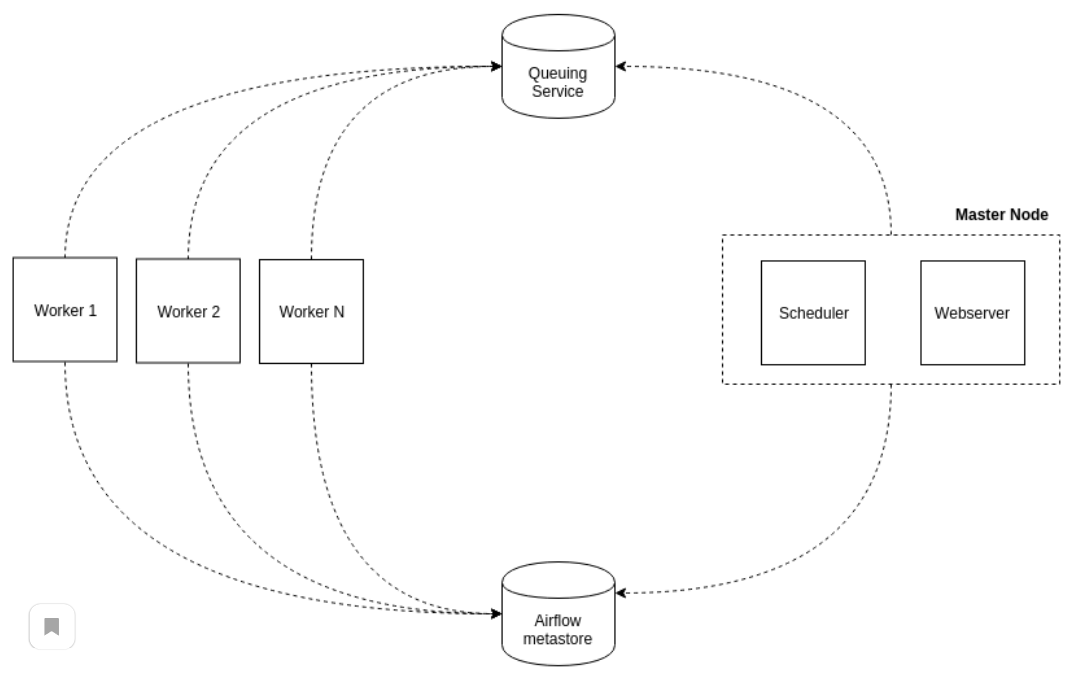 Queuing
Service
Master Node
Worker 1
Worker 2
Worker N
Scheduler
Webserver
Airflow
metastore